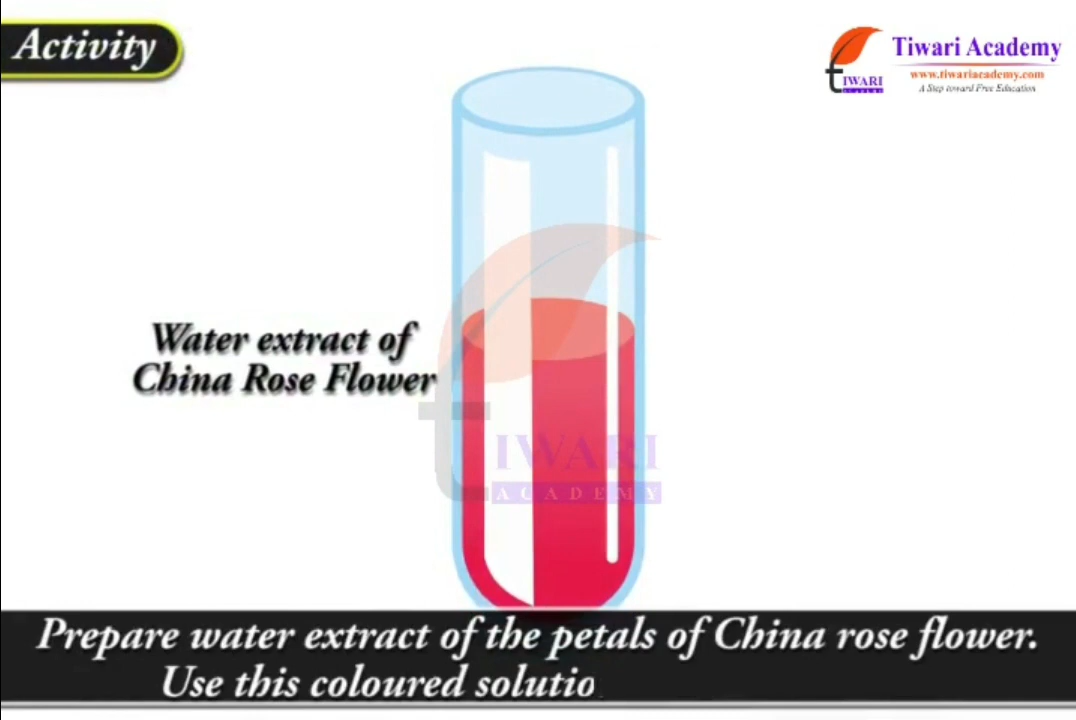 Activity
Tiwari Academy
TIWARI
ACADEMY
www.tiwariacademy.com
A Step toward Free Education
Water extract of
China Rose Flower
TIWARI
ACADEMY
Prepare water extract of the petals of China rose flower.
Use this coloured solutio